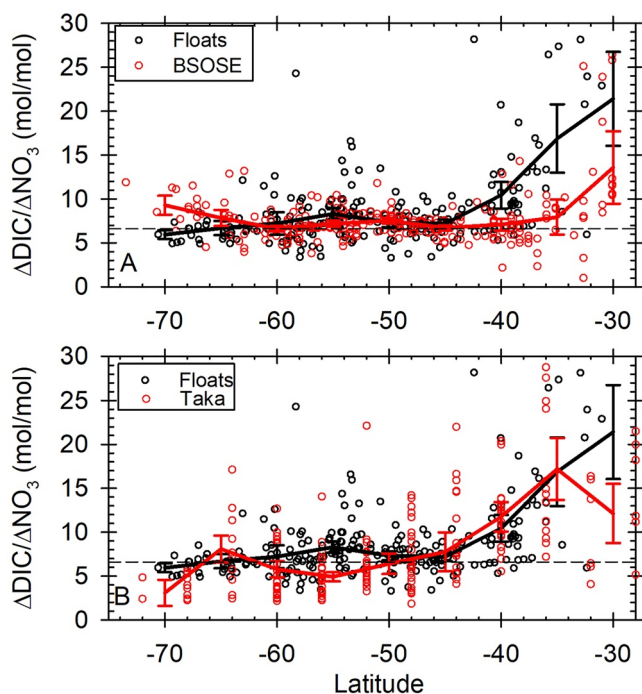 30
Floats
BSOSE
25
20
15
10
5
0
ΔDIC/ΔNO₃ (mol/mol)
A
-70 -60 -50 -40 -30
30
Floats
Taka
25
20
15
10
5
0
ΔDIC/ΔNO₃ (mol/mol)
B
-70 -60 -50 -40 -30
Latitude